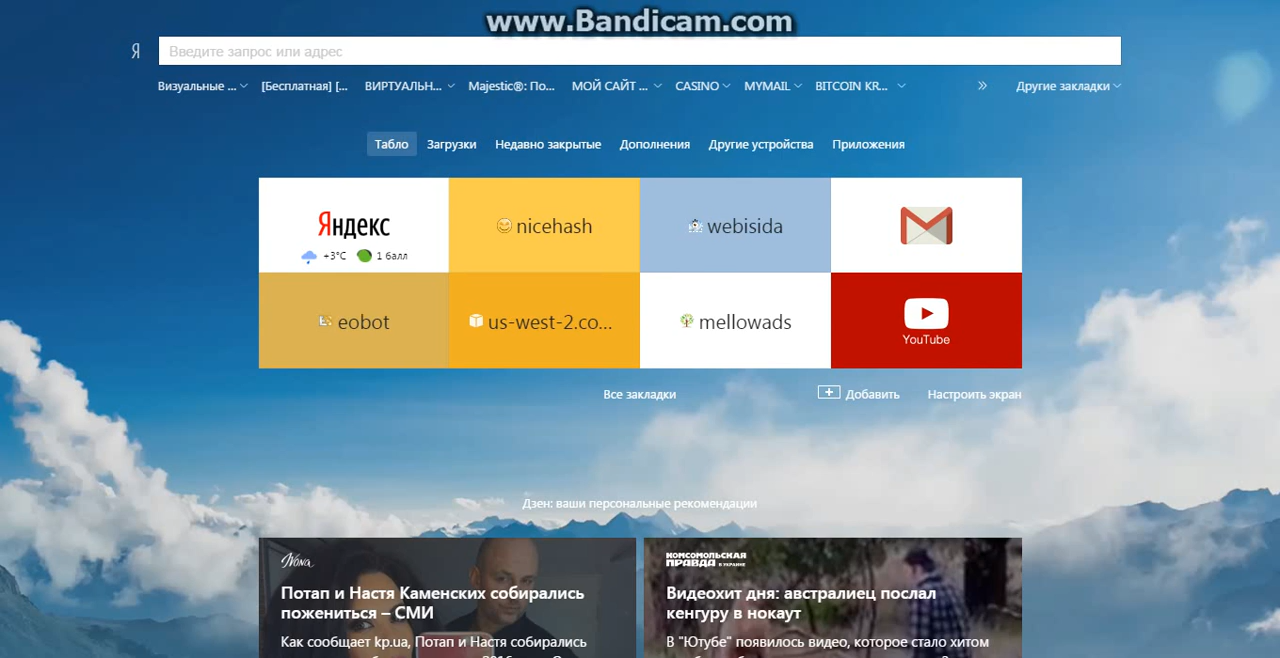 www.Bandicam.com
Я Введите запрос или адрес
Визуальные ... [Бесплатная] [... ВИРТУАЛЬН... Majestic®: По... МОЙ САЙТ ... CASINO MYMAIL BITCOIN KR... » Другие закладки
Табло Загрузки Недавно закрытые Дополнения Другие устройства Приложения
Яндекс nicehash webisida
+3°C 1 балл
eobot us-west-2.co... mellowads YouTube
Все закладки Добавить Настроить экран
Дзен: ваши персональные рекомендации
Nona
Потап и Настя Каменских собирались
пожениться – СМИ
Как сообщает kp.ua, Потап и Настя собирались
КОМСОМОЛЬСКАЯ
ПРАВДА В УКРАИНЕ
Видеохит дня: австралиец послал
кенгуру в нокаут
В "Ютубе" появилось видео, которое стало хитом